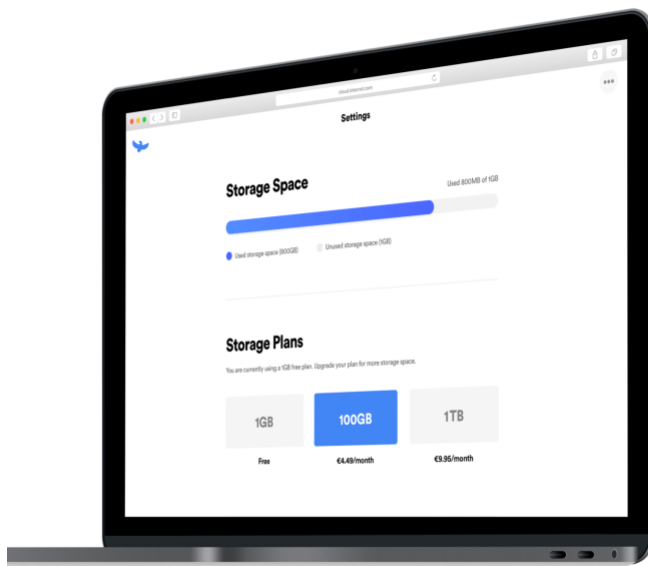 cloud.internxt.com
Settings
Storage Space
Used 800MB of 1GB
Used storage space (800GB)
Unused storage space (1GB)
Storage Plans
You are currently using a 1GB free plan. Upgrade your plan for more storage space.
1GB
100GB
1TB
Free
€4.49/month
€9.95/month